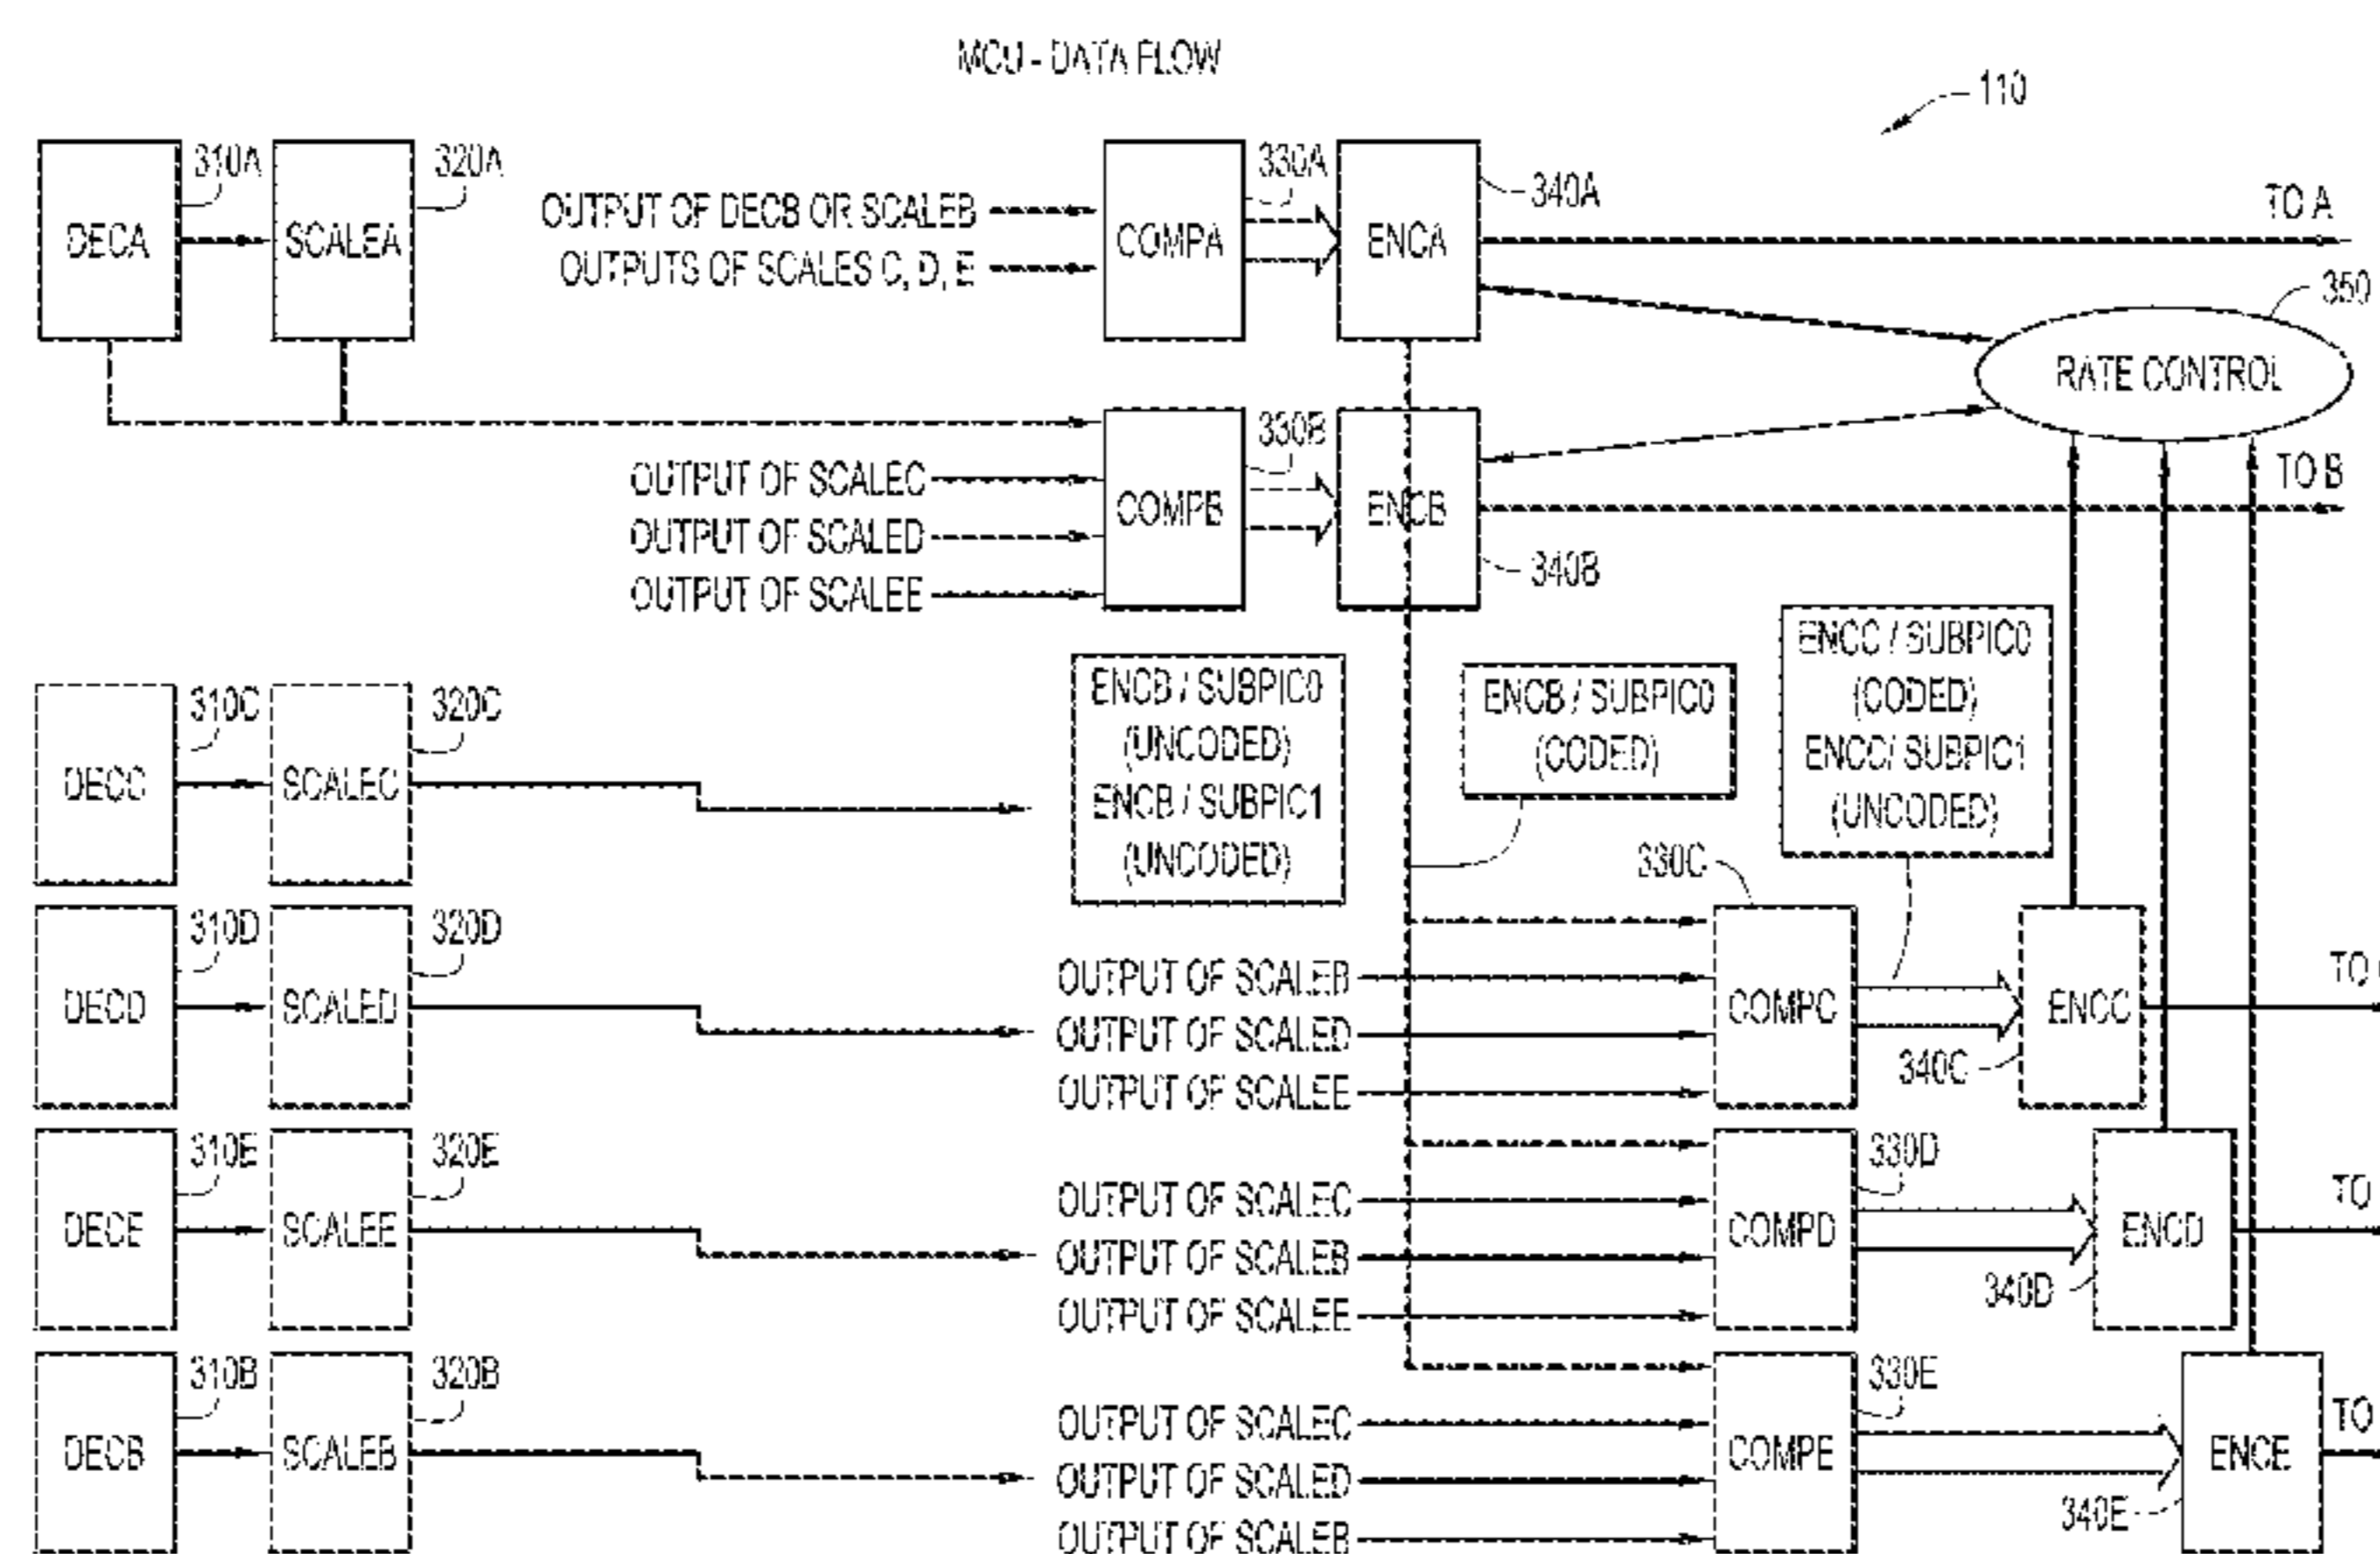 MCU - DATA FLOW
110
310A
320A
330A
340A
DECA
SCALEA
OUTPUT OF DECB OR SCALEB
OUTPUTS OF SCALES C, D, E
COMPA
ENCA
TO A
350
RATE CONTROL
330B
OUTPUT OF SCALEC
OUTPUT OF SCALED
OUTPUT OF SCALEE
COMPB
ENCB
TO B
340B
310C
320C
DECC
SCALEC
ENCB / SUBPIC0
(UNCODED)
ENCB / SUBPIC1
(UNCODED)
ENCB / SUBPIC0
(CODED)
ENCC / SUBPIC0
(CODED)
ENCC/ SUBPIC1
(UNCODED)
330C
310D
320D
DECD
SCALED
OUTPUT OF SCALEB
OUTPUT OF SCALED
OUTPUT OF SCALEE
COMPC
ENCC
340C
TO
310E
320E
DECE
SCALEE
OUTPUT OF SCALEC
OUTPUT OF SCALEB
OUTPUT OF SCALEE
COMPD
330D
ENCD
340D
TO
310B
320B
DECB
SCALEB
OUTPUT OF SCALEC
OUTPUT OF SCALED
OUTPUT OF SCALEB
COMPE
330E
ENCE
340E
TO